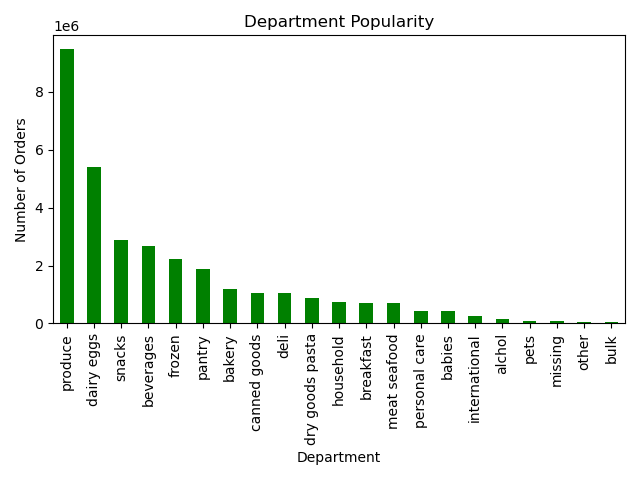 Department Popularity
1e6
Number of Orders
8
6
4
2
0
produce
dairy eggs
snacks
beverages
frozen
pantry
bakery
canned goods
deli
dry goods pasta
household
breakfast
meat seafood
personal care
babies
international
alchol
pets
missing
other
bulk
Department